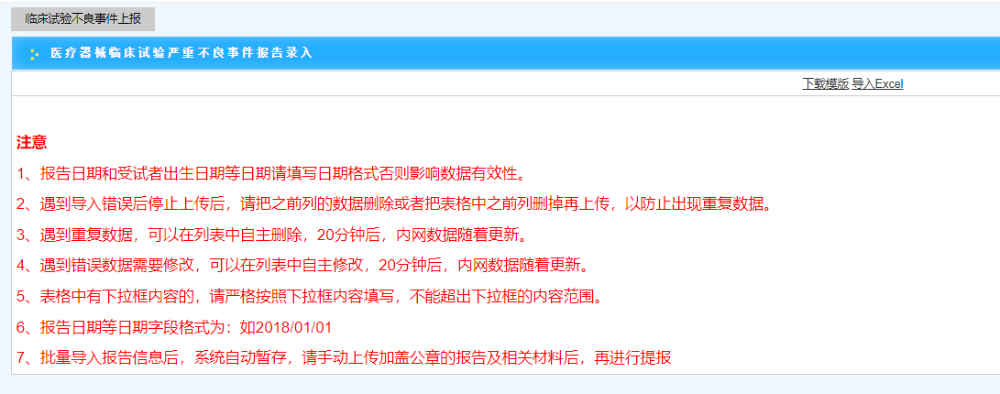 临床试验不良事件上报
医疗器械临床试验严重不良事件报告录入
下载模版 导入Excel
注意
1、报告日期和受试者出生日期等日期请填写日期格式否则影响数据有效性。
2、遇到导入错误后停止上传后，请把之前列的数据删除或者把表格中之前列删掉再上传，以防止出现重复数据。
3、遇到重复数据，可以在列表中自主删除，20分钟后，内网数据随着更新。
4、遇到错误数据需要修改，可以在列表中自主修改，20分钟后，内网数据随着更新。
5、表格中有下拉框内容的，请严格按照下拉框内容填写，不能超出下拉框的内容范围。
6、报告日期等日期字段格式为：如2018/01/01
7、批量导入报告信息后，系统自动暂存，请手动上传加盖公章的报告及相关材料后，再进行提报